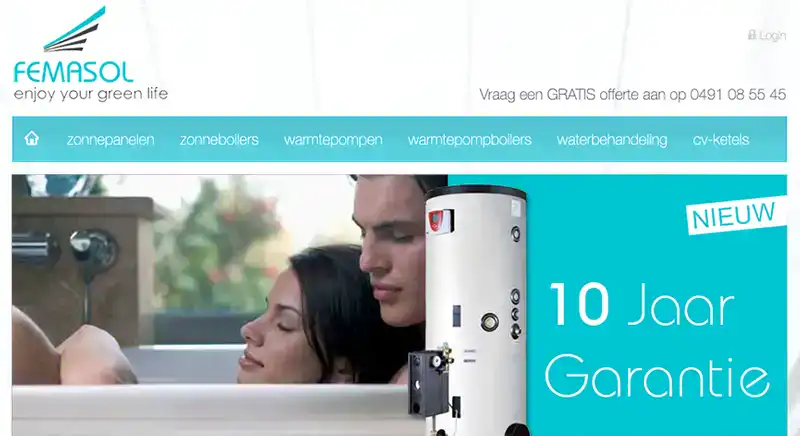 FEMASOL
enjoy your green life
Login
Vraag een GRATIS offerte aan op 0491 08 55 45
zonnepanelen zonneboilers warmtepompen warmtepompboilers waterbehandeling cv-ketels
NIEUW
10 Jaar
Garantie